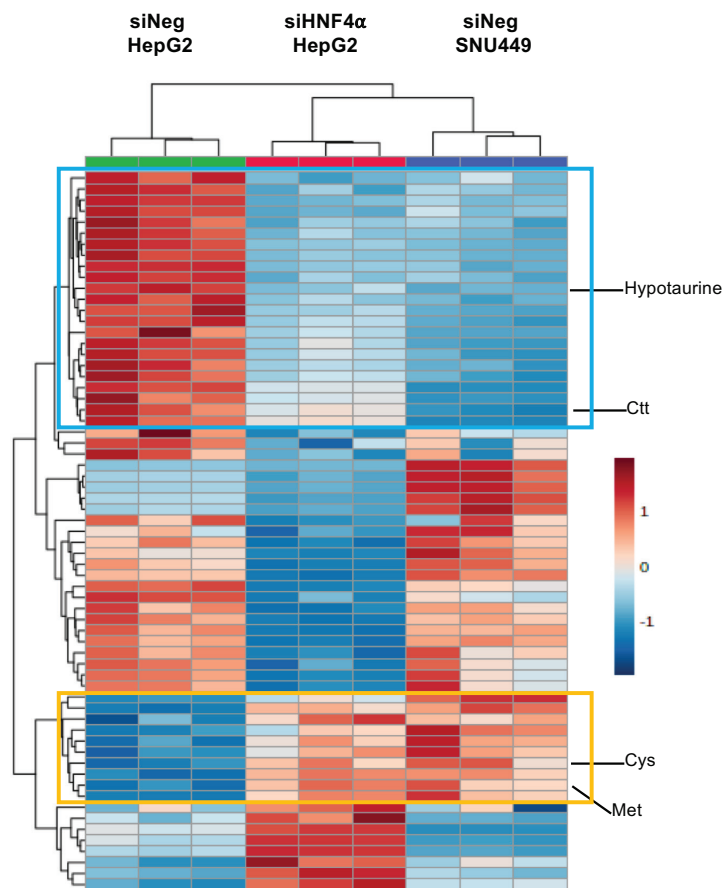 siNeg
HepG2
siHNF4α
HepG2
siNeg
SNU449
Hypotaurine
Ctt
1
0
-1
Cys
Met